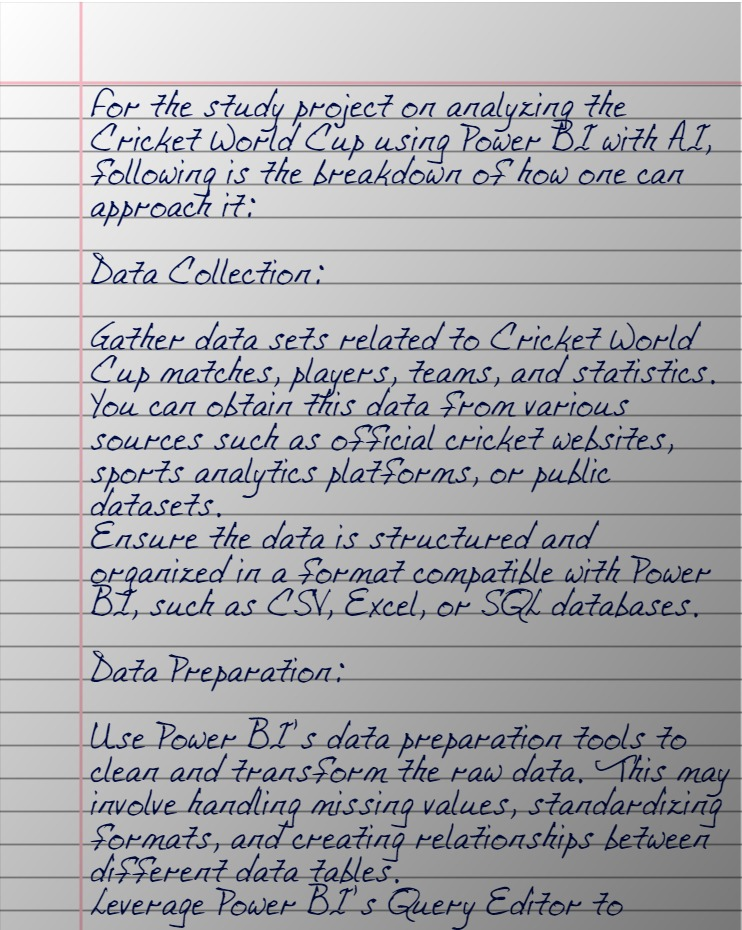 For the study project on analyzing the
Cricket World Cup using Power BI with AI,
following is the breakdown of how one can
approach it:
Data Collection:
Gather data sets related to Cricket World
Cup matches, players, teams, and statistics.
You can obtain this data from various
sources such as official cricket websites,
sports analytics platforms, or public
datasets.
Ensure the data is structured and
organized in a format compatible with Power
BI, such as CSV, Excel, or SQL databases.
Data Preparation:
Use Power BI's data preparation tools to
clean and transform the raw data. This may
involve handling missing values, standardizing
formats, and creating relationships between
different data tables.
Leverage Power BI's Query Editor to